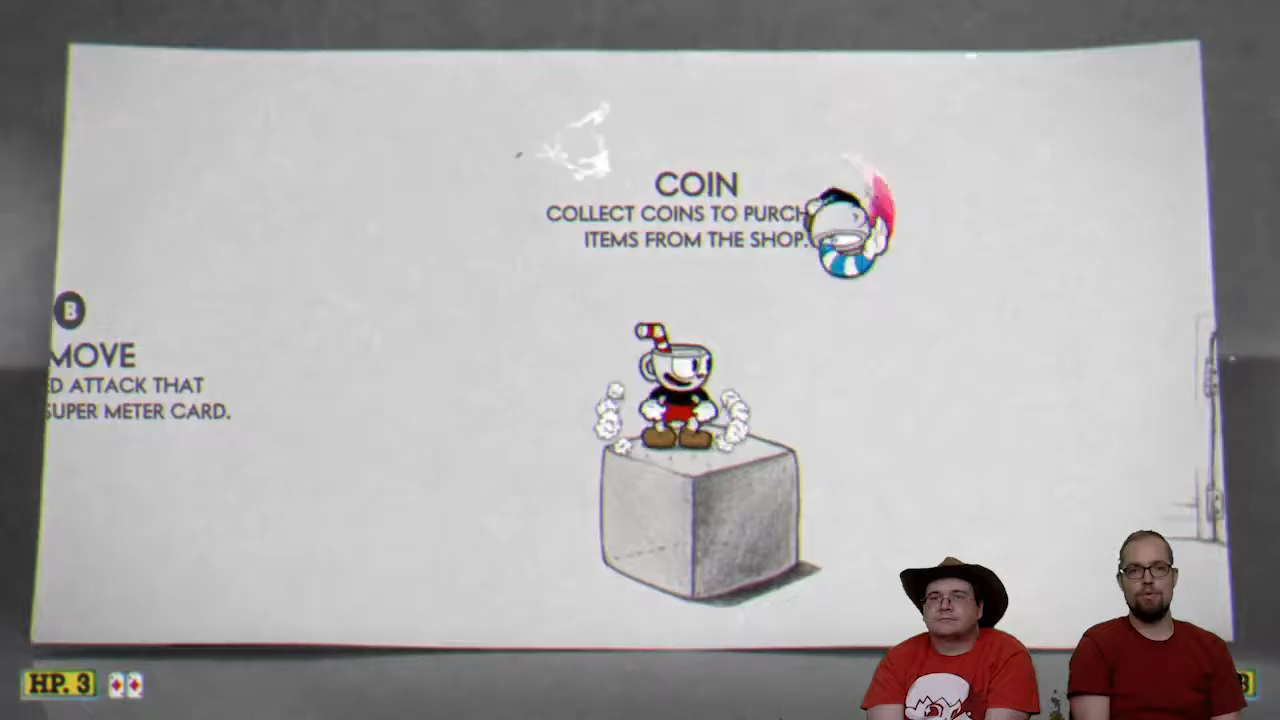 COIN
COLLECT COINS TO PURCH
ITEMS FROM THE SHOP.
B
MOVE
ATTACK THAT
SUPER METER CARD.
HP. 3